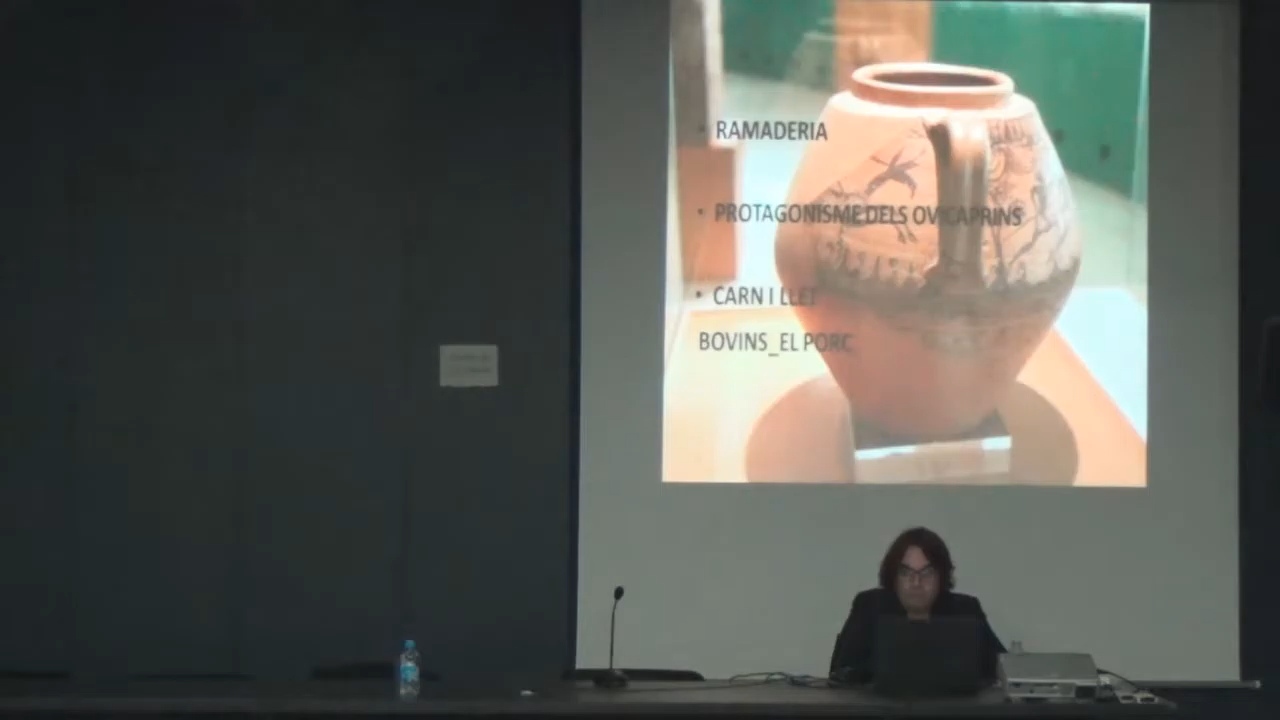 • RAMADERIA
• PROTAGONISME DELS OVICAPRINS
• CARN I LLET
BOVINS_EL PORC